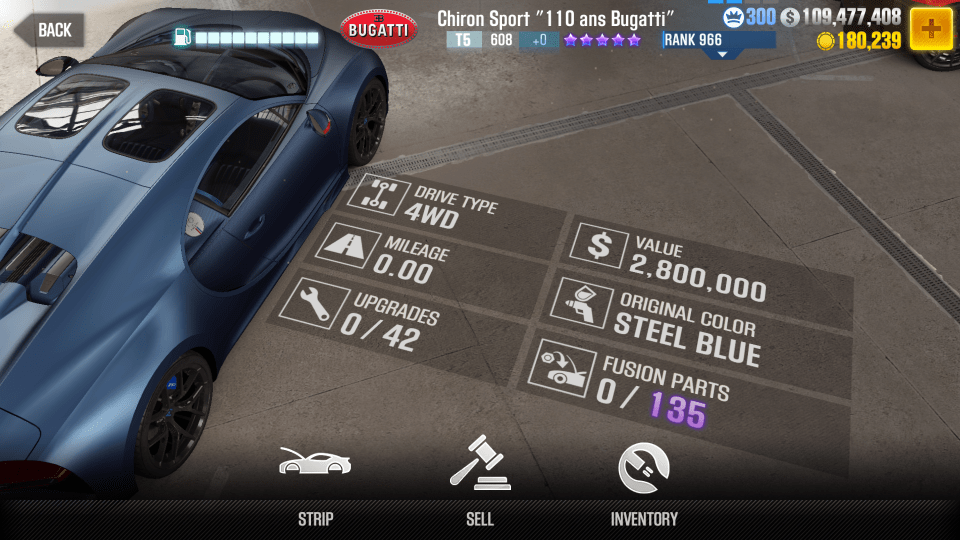 BACK
BUGATTI
Chiron Sport "110 ans Bugatti"
300
109,477,408
T5
608
+0
RANK 966
180,239
DRIVE TYPE
4WD
MILEAGE
0.00
UPGRADES
0 / 42
VALUE
2,800,000
ORIGINAL COLOR
STEEL BLUE
FUSION PARTS
0 / 135
STRIP
SELL
INVENTORY